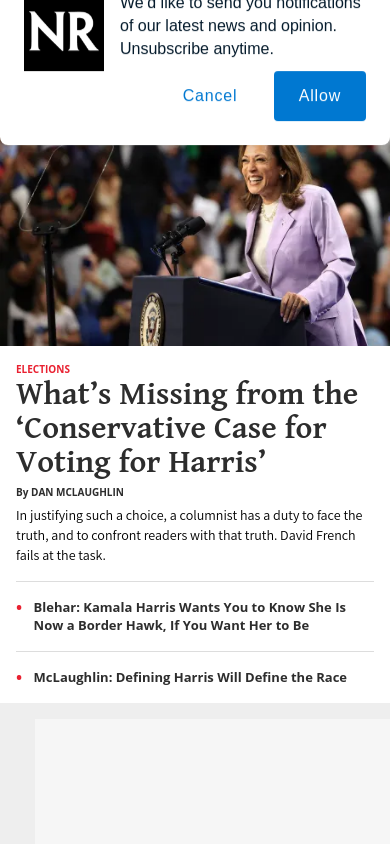 We'd like to send you notifications
NR
of our latest news and opinion.
Unsubscribe anytime.
Cancel
Allow
ELECTIONS
What’s Missing from the
‘Conservative Case for
Voting for Harris’
By DAN MCLAUGHLIN
In justifying such a choice, a columnist has a duty to face the
truth, and to confront readers with that truth. David French
fails at the task.
• Blehar: Kamala Harris Wants You to Know She Is
Now a Border Hawk, If You Want Her to Be
• McLaughlin: Defining Harris Will Define the Race